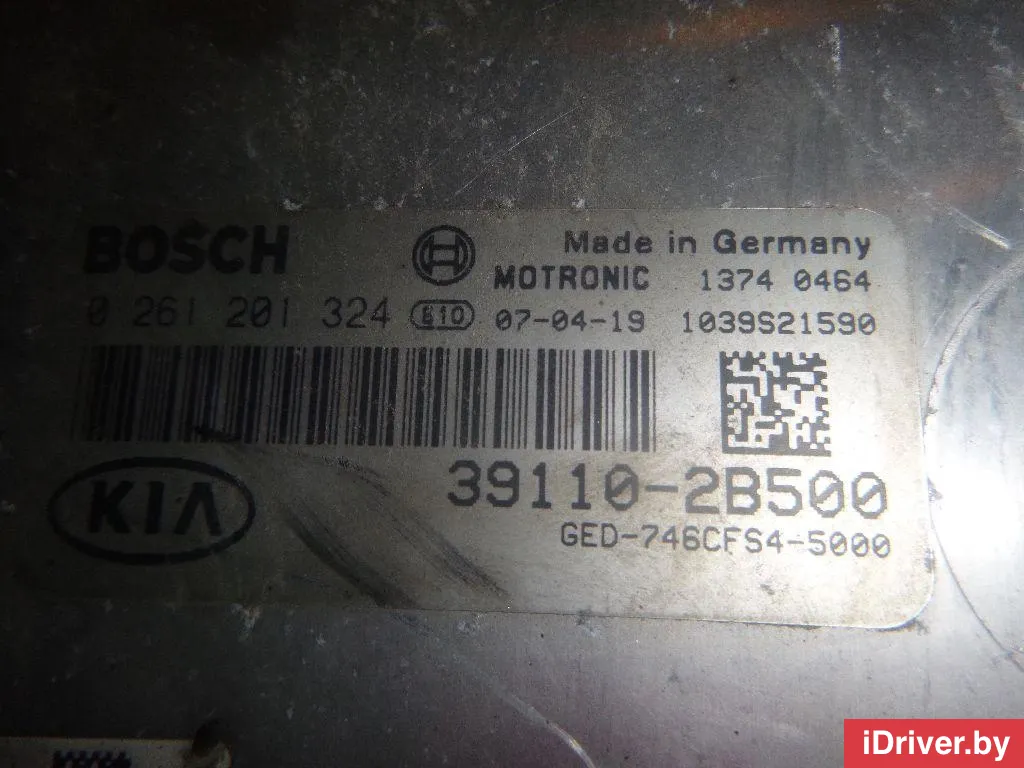 BOSCH
Made in Germany
MOTRONIC 1374 0464
0 261 201 324 E10 07-04-19 1039S21590
39110-2B500
KIA
GED-746CFS4-5000
iDriver.by